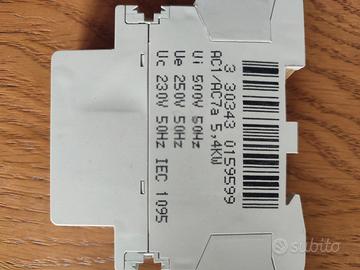 3 30343 0159599
AC1/AC7a 5,4KW
Ui 500V 50Hz
Ue 250V 50Hz
Uc 230V 50Hz IEC 1095
subito